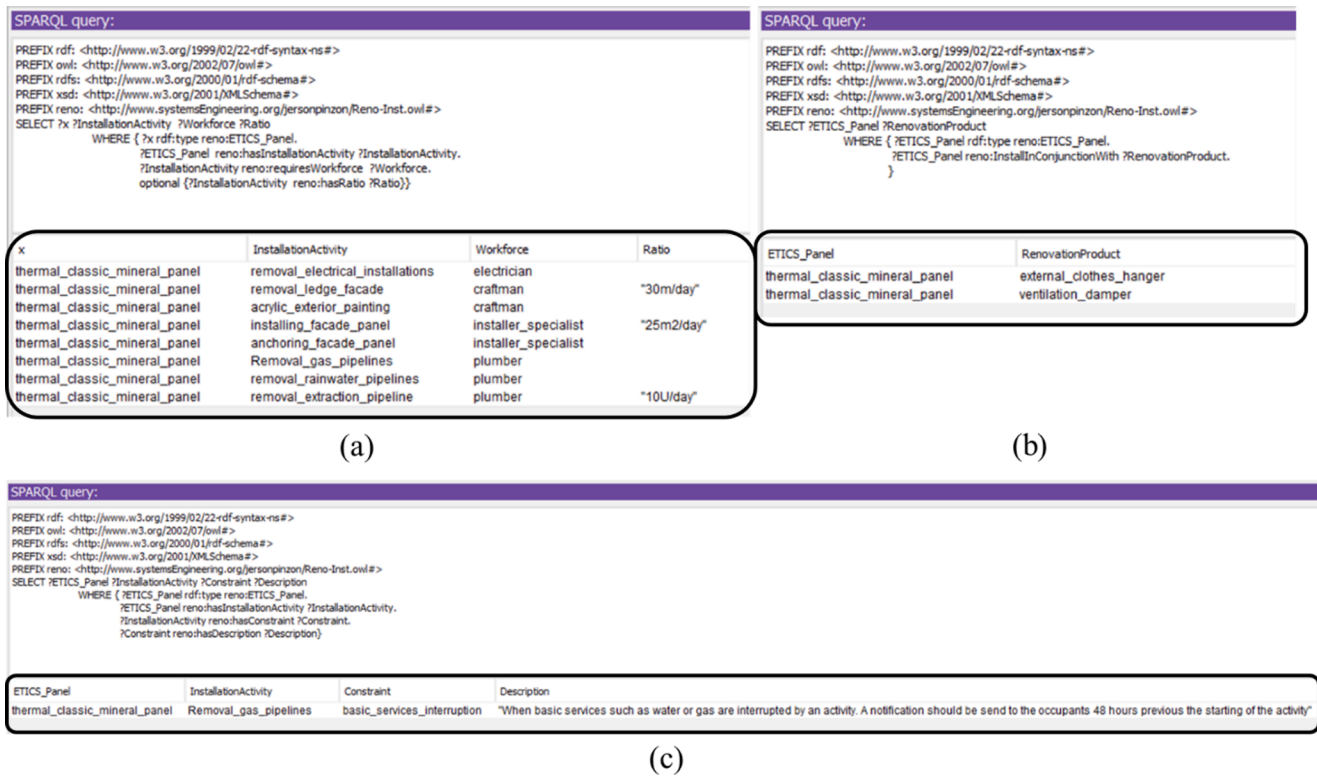 SPARQL query:
PREFIX rdf: <http://www.w3.org/1999/02/22-rdf-syntax-ns#>
PREFIX owl: <http://www.w3.org/2002/07/owl#>
PREFIX rdfs: <http://www.w3.org/2000/01/rdf-schema#>
PREFIX xsd: <http://www.w3.org/2001/XMLSchema#>
PREFIX reno: <http://www.systemsEngineering.org/jersonpinzon/Reno-Inst.owl#>
SELECT ?x ?InstallationActivity ?Workforce ?Ratio
WHERE { ?x rdf:type reno:ETICS_Panel.
?ETICS_Panel reno:hasInstallationActivity ?InstallationActivity.
?InstallationActivity reno:requiresWorkforce ?Workforce.
optional {?InstallationActivity reno:hasRatio ?Ratio}}
x InstallationActivity Workforce Ratio
thermal_classic_mineral_panel removal_electrical_installations electrician
thermal_classic_mineral_panel removal_ledge_facade craftman "30m/day"
thermal_classic_mineral_panel acrylic_exterior_painting craftman
thermal_classic_mineral_panel installing_facade_panel installer_specialist "25m2/day"
thermal_classic_mineral_panel anchoring_facade_panel installer_specialist
thermal_classic_mineral_panel Removal_gas_pipelines plumber
thermal_classic_mineral_panel removal_rainwater_pipelines plumber
thermal_classic_mineral_panel removal_extraction_pipeline plumber "10U/day"
(a)
SPARQL query:
PREFIX rdf: <http://www.w3.org/1999/02/22-rdf-syntax-ns#>
PREFIX owl: <http://www.w3.org/2002/07/owl#>
PREFIX rdfs: <http://www.w3.org/2000/01/rdf-schema#>
PREFIX xsd: <http://www.w3.org/2001/XMLSchema#>
PREFIX reno: <http://www.systemsEngineering.org/jersonpinzon/Reno-Inst.owl#>
SELECT ?ETICS_Panel ?RenovationProduct
WHERE { ?ETICS_Panel rdf:type reno:ETICS_Panel.
?ETICS_Panel reno:InstallInConjunctionWith ?RenovationProduct.
}
ETICS_Panel RenovationProduct
thermal_classic_mineral_panel external_clothes_hanger
thermal_classic_mineral_panel ventilation_damper
(b)
SPARQL query:
PREFIX rdf: <http://www.w3.org/1999/02/22-rdf-syntax-ns#>
PREFIX owl: <http://www.w3.org/2002/07/owl#>
PREFIX rdfs: <http://www.w3.org/2000/01/rdf-schema#>
PREFIX xsd: <http://www.w3.org/2001/XMLSchema#>
PREFIX reno: <http://www.systemsEngineering.org/jersonpinzon/Reno-Inst.owl#>
SELECT ?ETICS_Panel ?InstallationActivity ?Constraint ?Description
WHERE { ?ETICS_Panel rdf:type reno:ETICS_Panel.
?ETICS_Panel reno:hasInstallationActivity ?InstallationActivity.
?InstallationActivity reno:hasConstraint ?Constraint.
?Constraint reno:hasDescription ?Description}
ETICS_Panel InstallationActivity Constraint Description
thermal_classic_mineral_panel Removal_gas_pipelines basic_services_interruption "When basic services such as water or gas are interrupted by an activity. A notification should be send to the occupants 48 hours previous the starting of the activity"
(c)